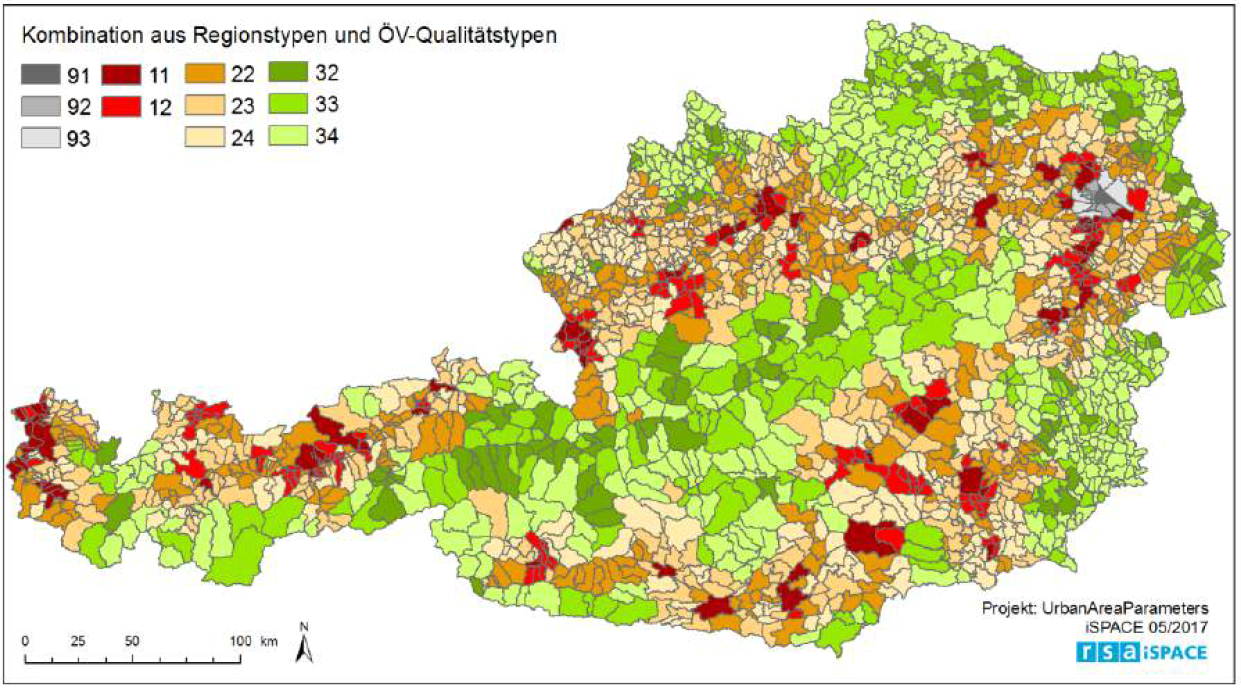 Kombination aus Regionstypen und ÖV-Qualitätstypen
91 11 22 32
92 12 23 33
93 24 34
N
0 25 50 100 km
Projekt: UrbanAreaParameters
iSPACE 05/2017
rsa iSPACE